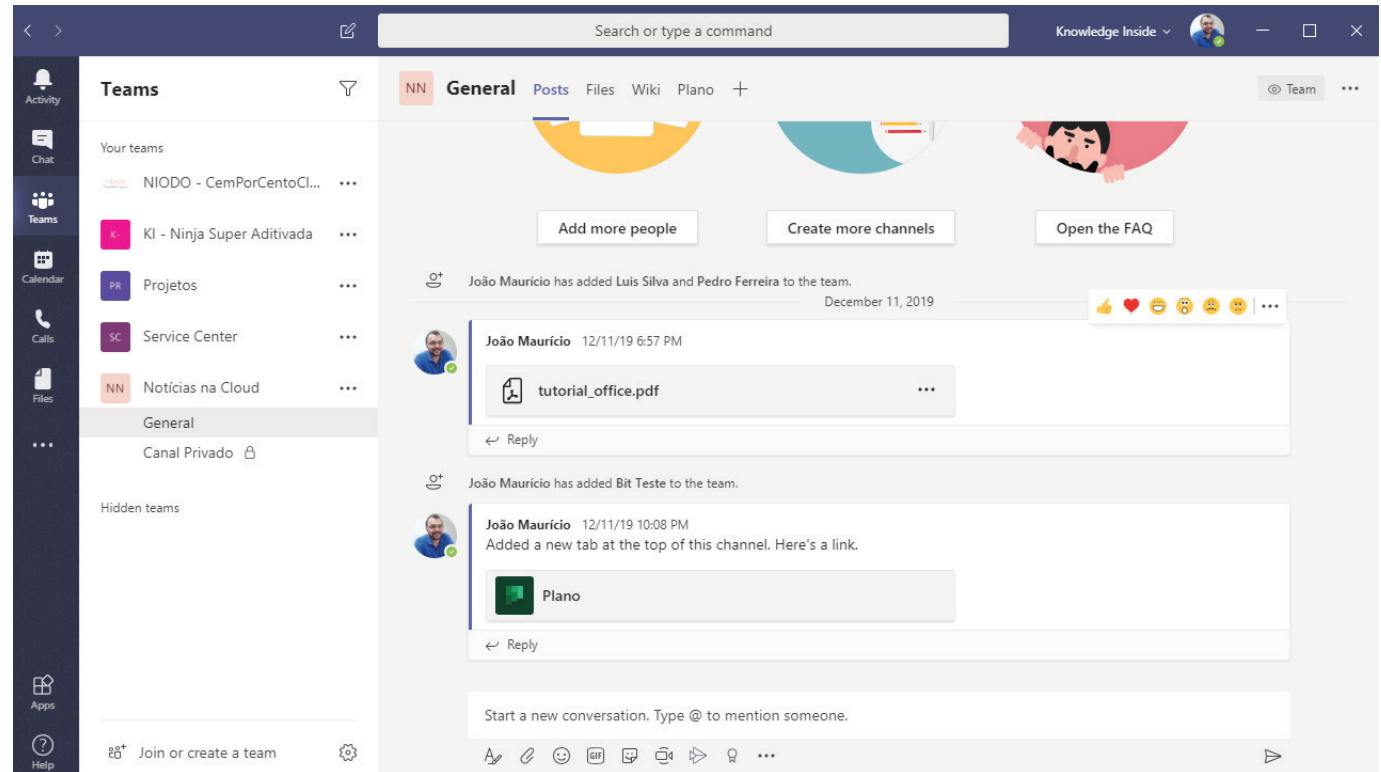 Search or type a command
Knowledge Inside
Activity
Chat
Teams
Calendar
Calls
Files
Apps
Help
Teams
Your teams
NIODO - CemPorCentoCl...
K- KI - Ninja Super Aditivada
PR Projetos
SC Service Center
NN Notícias na Cloud
General
Canal Privado
Hidden teams
Join or create a team
NN General Posts Files Wiki Plano
Team
Add more people Create more channels Open the FAQ
João Maurício has added Luis Silva and Pedro Ferreira to the team.
December 11, 2019
João Maurício 12/11/19 6:57 PM
tutorial_office.pdf
Reply
João Maurício has added Bit Teste to the team.
João Maurício 12/11/19 10:08 PM
Added a new tab at the top of this channel. Here's a link.
Plano
Reply
Start a new conversation. Type @ to mention someone.
GIF